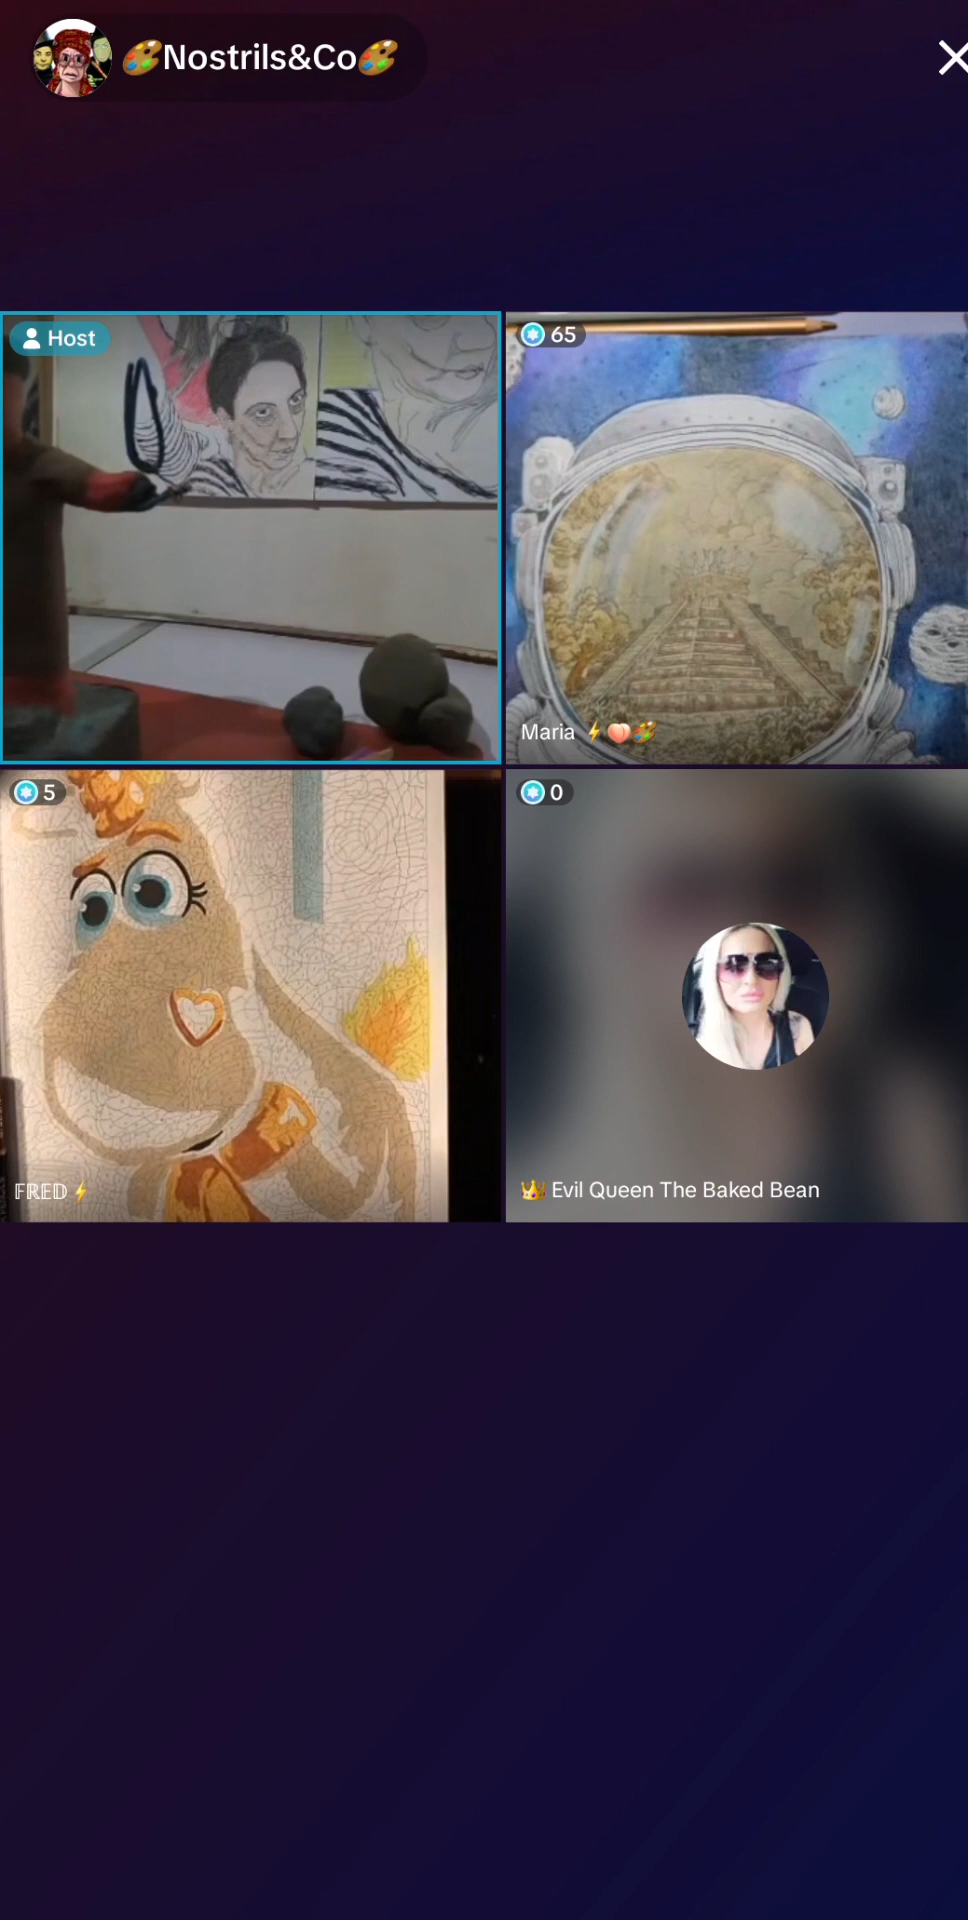 🎨Nostrils&Co🎨
Host
65
Maria ⚡🍑🎨
5
𝔽ℝ𝔼𝔻⚡
0
👑 Evil Queen The Baked Bean